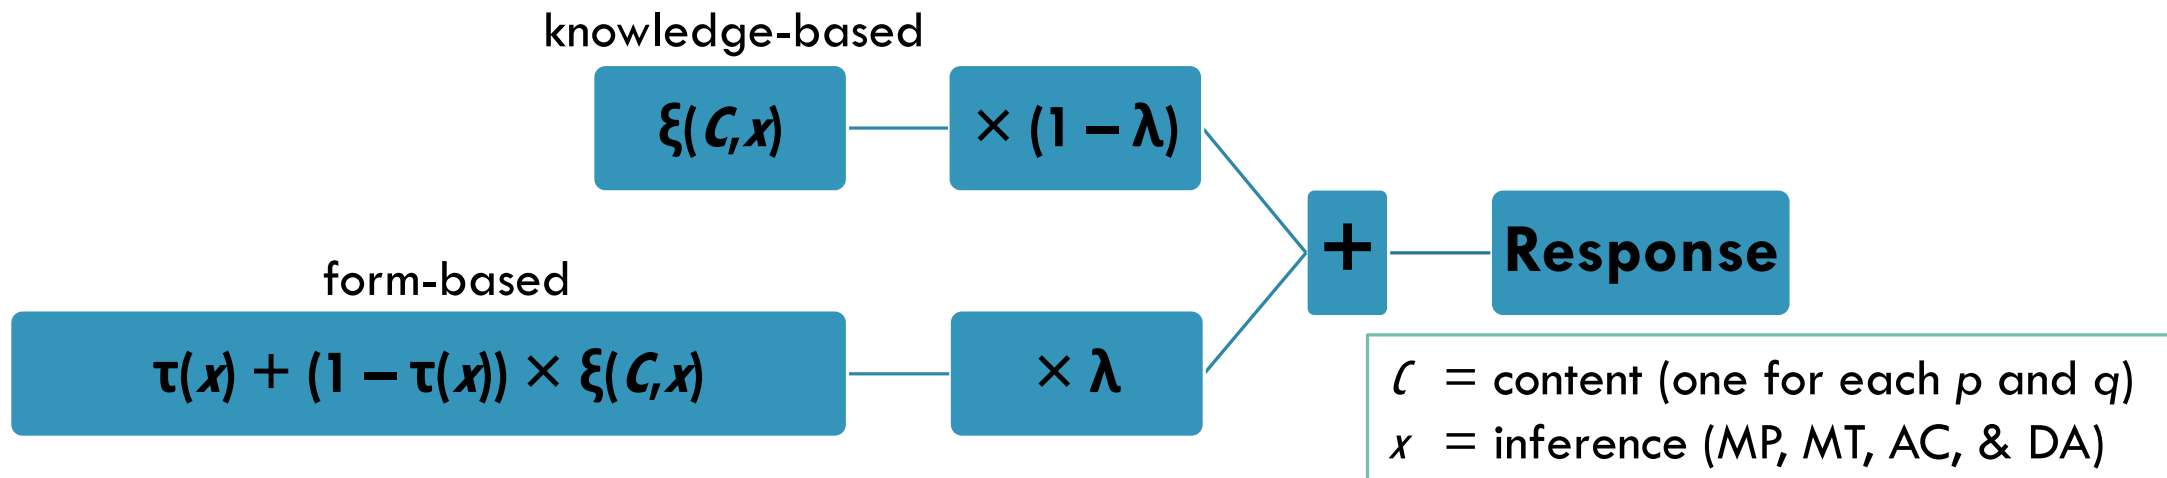 knowledge-based
ξ(C,x)
× (1 – λ)
form-based
τ(x) + (1 – τ(x)) × ξ(C,x)
× λ
+
Response
C = content (one for each p and q)
x = inference (MP, MT, AC, & DA)